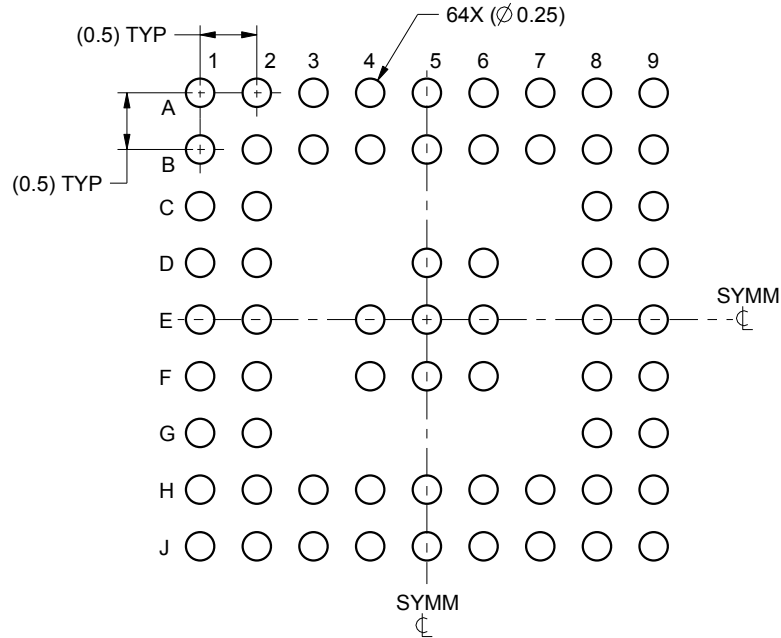 64X (∅ 0.25)
(0.5) TYP
1 2 3 4 5 6 7 8 9
A
B
(0.5) TYP
C
D
E
SYMM
℄
F
G
H
J
SYMM
℄